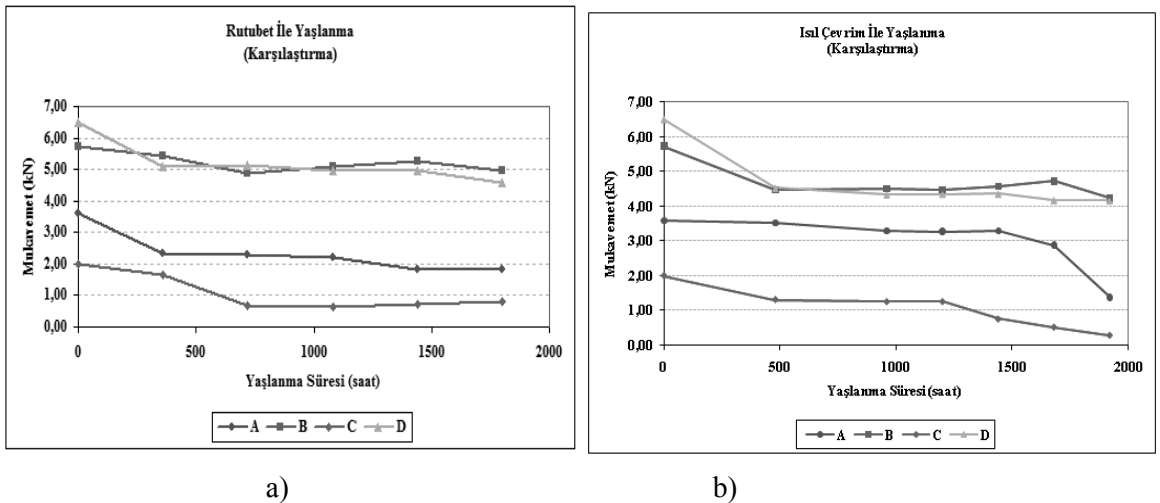 Rutubet İle Yaşlanma
(Karşılaştırma)
Mukavemet (kN)
7,00
6,00
5,00
4,00
3,00
2,00
1,00
0,00
0
500
1000
1500
2000
Yaşlanma Süresi (saat)
A B C D
a)
Isıl Çevrim İle Yaşlanma
(Karşılaştırma)
Mukavemet (kN)
7,00
6,00
5,00
4,00
3,00
2,00
1,00
0,00
0
500
1000
1500
2000
Yaşlanma Süresi (saat)
A B C D
b)